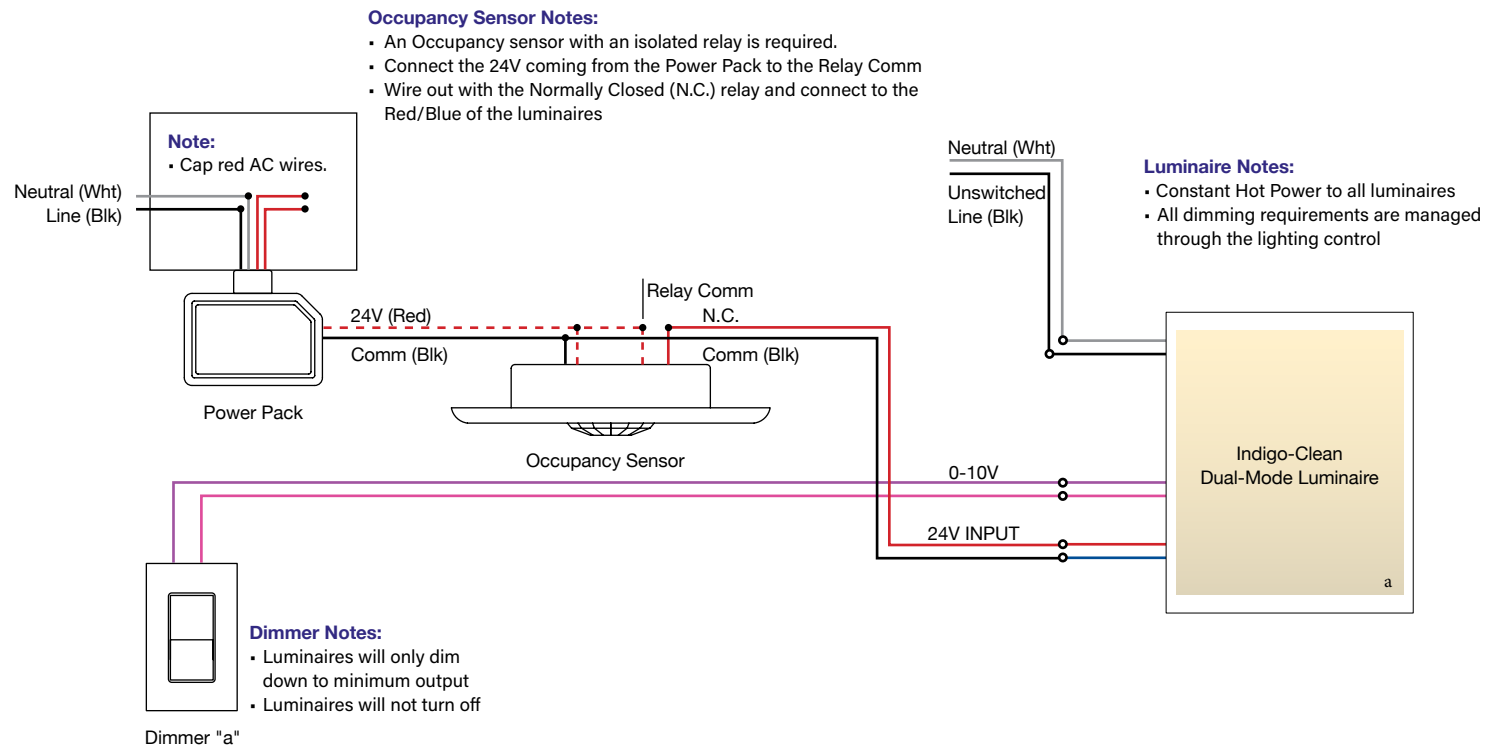 Occupancy Sensor Notes:
▪ An Occupancy sensor with an isolated relay is required.
▪ Connect the 24V coming from the Power Pack to the Relay Comm
▪ Wire out with the Normally Closed (N.C.) relay and connect to the
Red/Blue of the luminaires
Note:
▪ Cap red AC wires.
Neutral (Wht)
Line (Blk)
Neutral (Wht)
Unswitched
Line (Blk)
Luminaire Notes:
▪ Constant Hot Power to all luminaires
▪ All dimming requirements are managed
through the lighting control
24V (Red)
Comm (Blk)
Relay Comm
N.C.
Comm (Blk)
Power Pack
Occupancy Sensor
0-10V
24V INPUT
Indigo-Clean
Dual-Mode Luminaire
a
Dimmer Notes:
▪ Luminaires will only dim
down to minimum output
▪ Luminaires will not turn off
Dimmer "a"